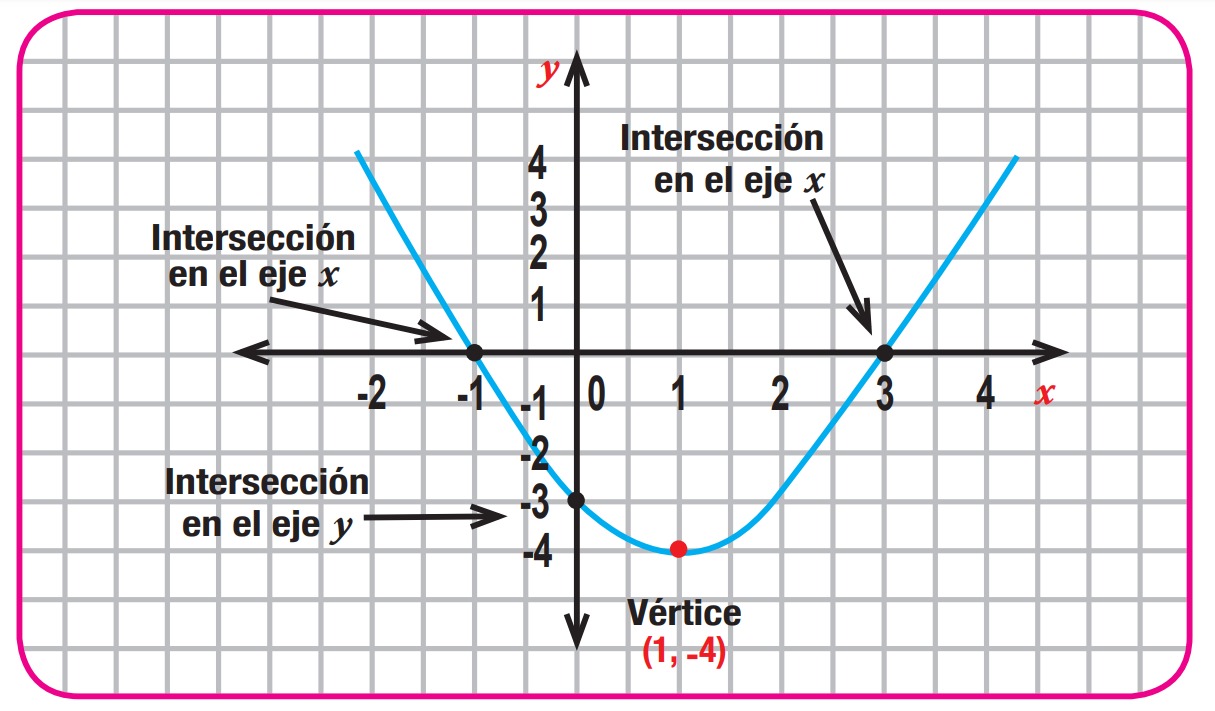 y
Intersección
en el eje x
4
3
2
1
Intersección
en el eje x
-2 -1 0 1 2 3 4 x
-1
-2
-3
-4
Intersección
en el eje y
Vértice
(1, -4)